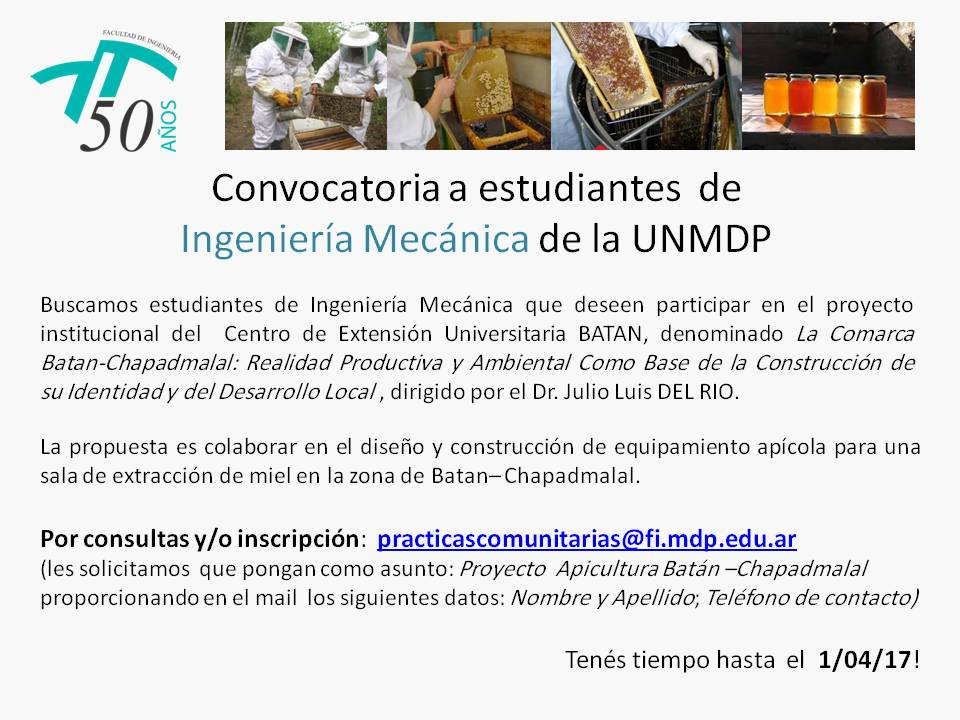 FACULTAD DE INGENIERIA
50 AÑOS
Convocatoria a estudiantes de
Ingeniería Mecánica de la UNMDP
Buscamos estudiantes de Ingeniería Mecánica que deseen participar en el proyecto
institucional del Centro de Extensión Universitaria BATAN, denominado La Comarca
Batan-Chapadmalal: Realidad Productiva y Ambiental Como Base de la Construcción de
su Identidad y del Desarrollo Local , dirigido por el Dr. Julio Luis DEL RIO.
La propuesta es colaborar en el diseño y construcción de equipamiento apícola para una
sala de extracción de miel en la zona de Batan– Chapadmalal.
Por consultas y/o inscripción: practicascomunitarias@fi.mdp.edu.ar
(les solicitamos que pongan como asunto: Proyecto Apicultura Batán –Chapadmalal
proporcionando en el mail los siguientes datos: Nombre y Apellido; Teléfono de contacto)
Tenés tiempo hasta el 1/04/17!